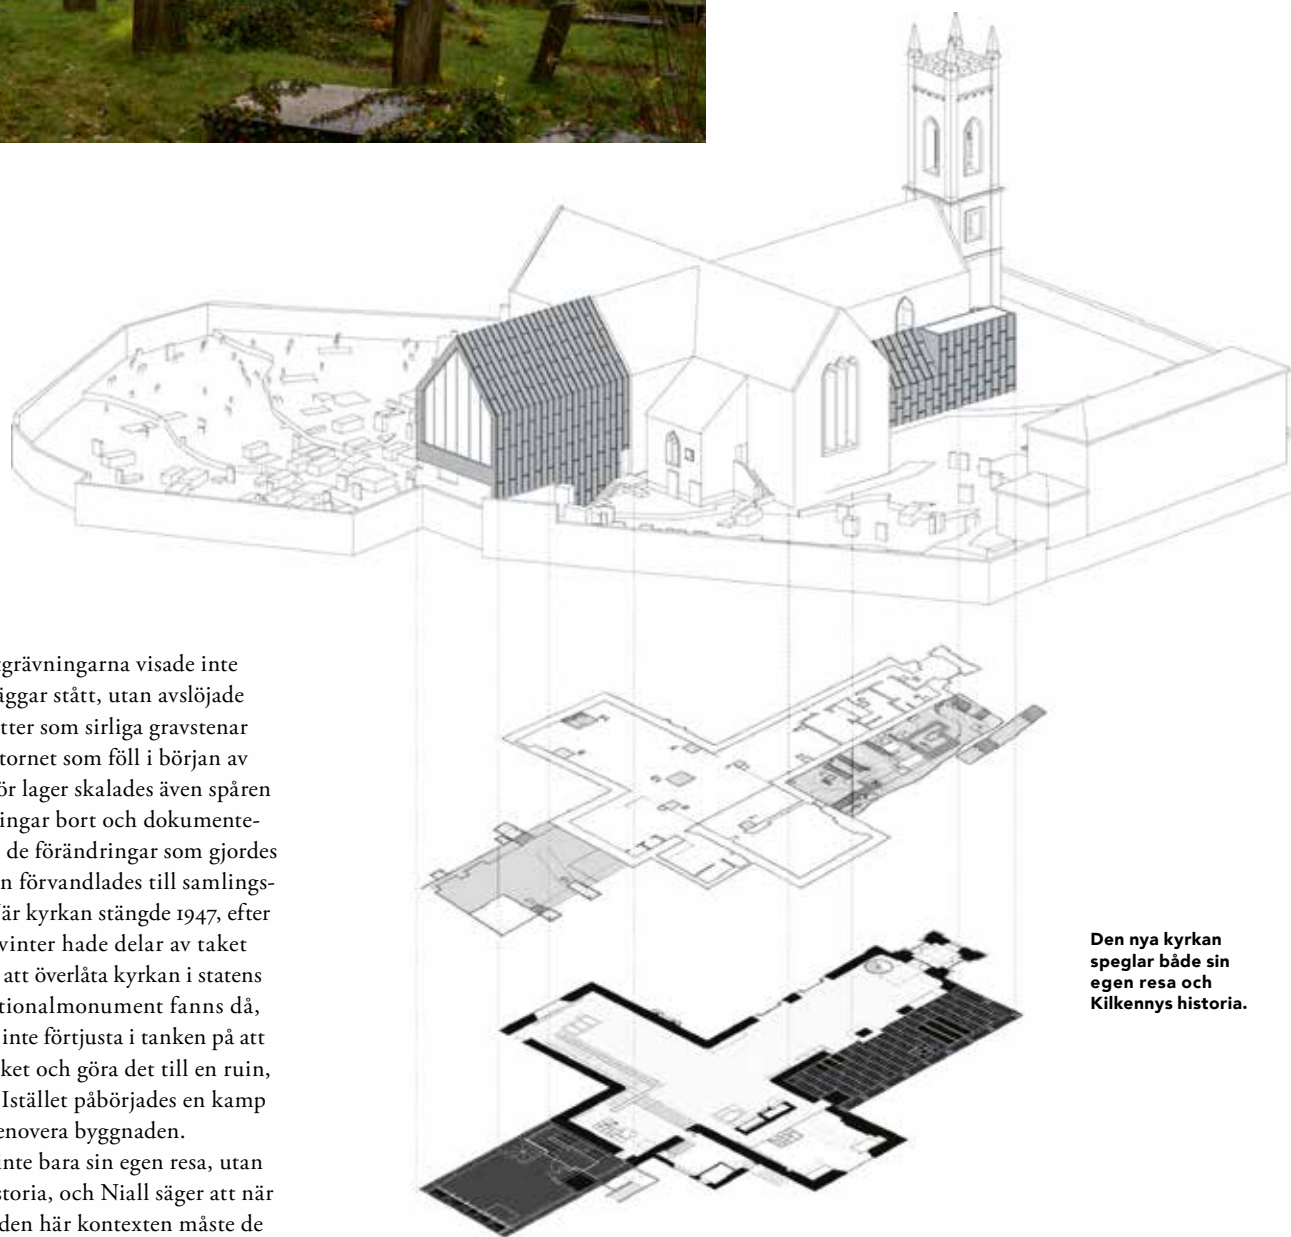 grävningarna visade inte
äggar stått, utan avslöjade
tter som sirliga gravstenar
tornet som föll i början av
ör lager skalades även spåren
ingar bort och dokumente-
de förändringar som gjordes
n förvandlades till samlings-
är kyrkan stängde 1947, efter
vinter hade delar av taket
att överlåta kyrkan i statens
tionalmonument fanns då,
inte förtjusta i tanken på att
ket och göra det till en ruin,
Istället påbörjades en kamp
enovera byggnaden.
inte bara sin egen resa, utan
storia, och Niall säger att när
den här kontexten måste de
Den nya kyrkan
speglar både sin
egen resa och
Kilkennys historia.